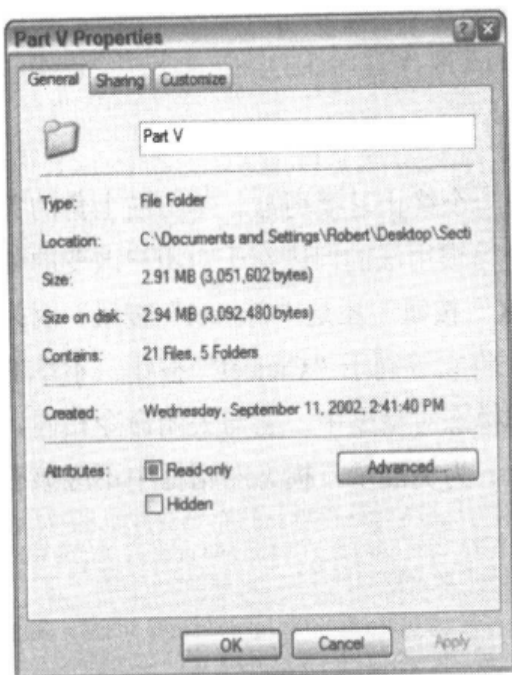 Part V Properties
General Sharing Customize
Part V
Type: File Folder
Location: C:\Documents and Settings\Robert\Desktop\Secti
Size: 2.91 MB (3,051,602 bytes)
Size on disk: 2.94 MB (3,092,480 bytes)
Contains: 21 Files, 5 Folders
Created: Wednesday, September 11, 2002, 2:41:40 PM
Attributes: Read-only Advanced...
Hidden
OK Cancel Apply